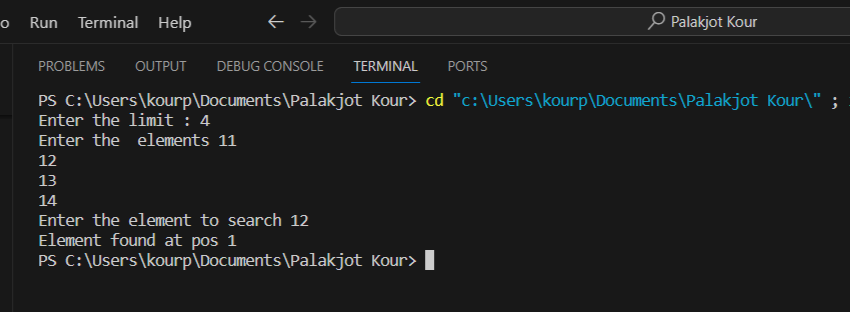 o Run Terminal Help ← → Palakjot Kour
PROBLEMS OUTPUT DEBUG CONSOLE TERMINAL PORTS
PS C:\Users\kourp\Documents\Palakjot Kour> cd "c:\Users\kourp\Documents\Palakjot Kour\" ;
Enter the limit : 4
Enter the  elements 11
12
13
14
Enter the element to search 12
Element found at pos 1
PS C:\Users\kourp\Documents\Palakjot Kour>